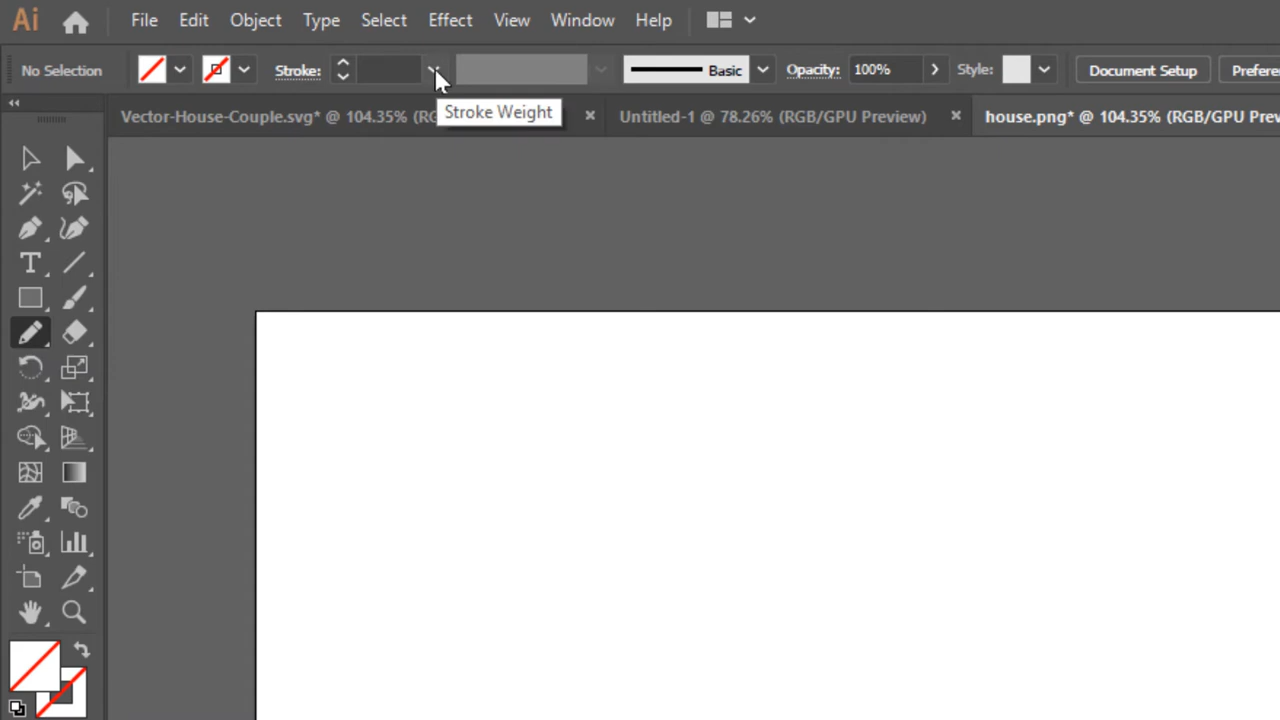 Ai File Edit Object Type Select Effect View Window Help
No Selection Stroke: Basic Opacity: 100% Style: Document Setup Prefere
Stroke Weight
Vector-House-Couple.svg* @ 104.35% (RG × Untitled-1 @ 78.26% (RGB/GPU Preview) × house.png* @ 104.35% (RGB/GPU Prev